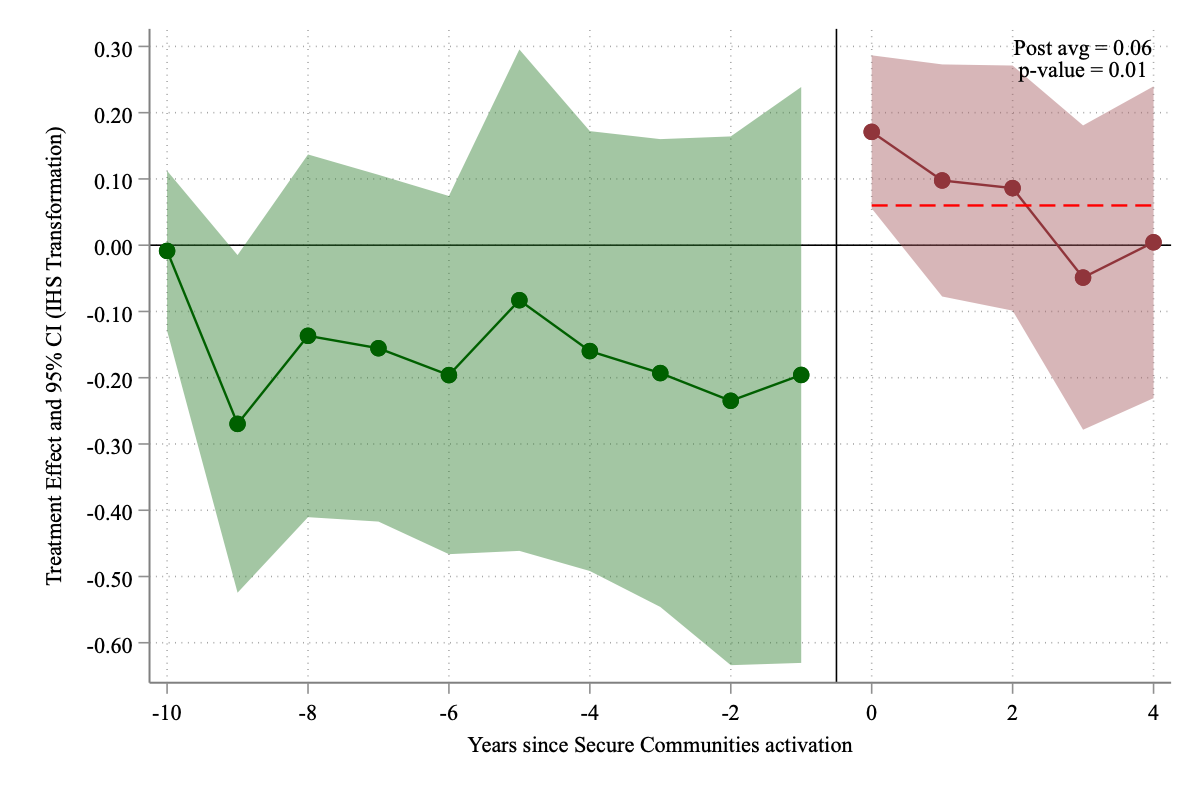 Post avg = 0.06
p-value = 0.01
Treatment Effect and 95% CI (IHS Transformation)
0.30
0.20
0.10
0.00
-0.10
-0.20
-0.30
-0.40
-0.50
-0.60
-10 -8 -6 -4 -2 0 2 4
Years since Secure Communities activation